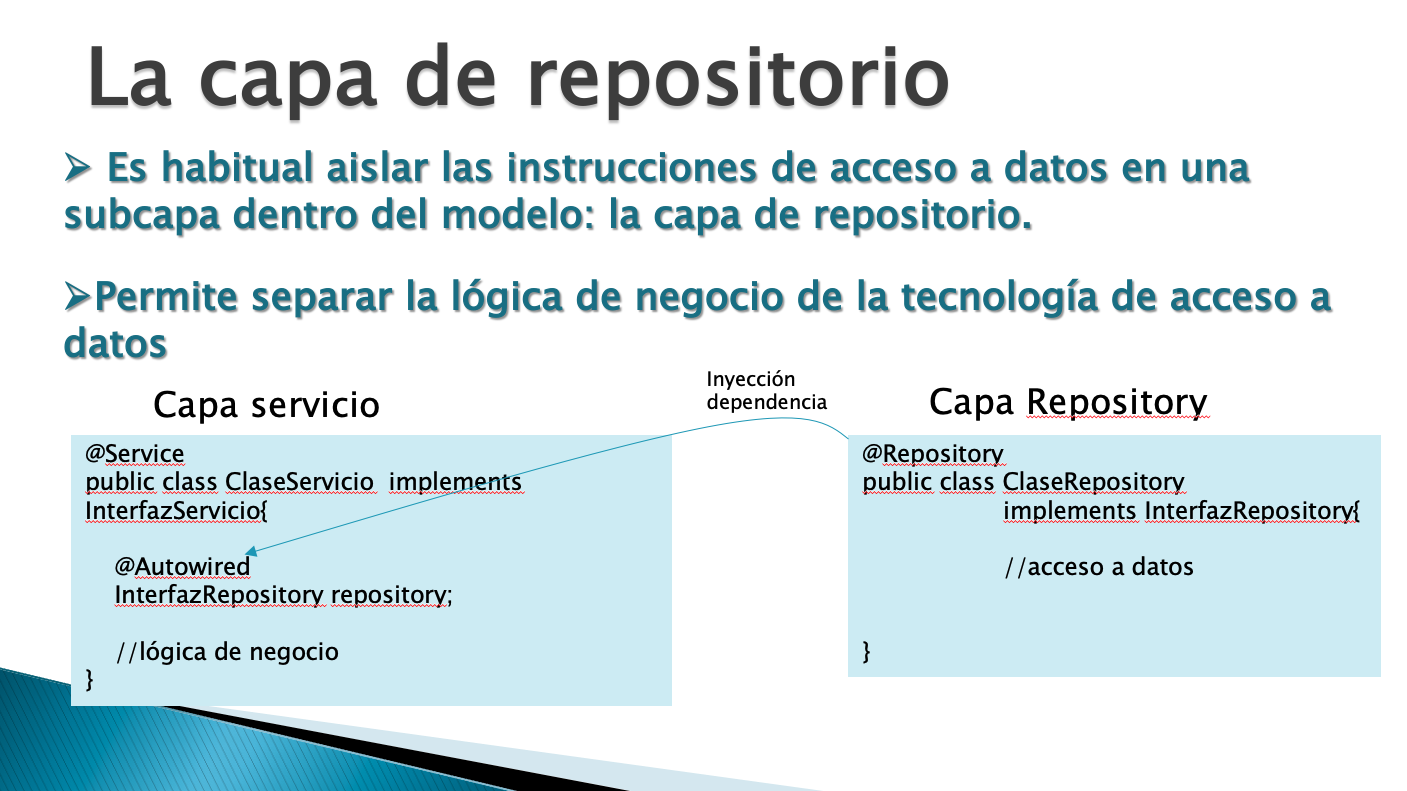 La capa de repositorio
➢ Es habitual aislar las instrucciones de acceso a datos en una
subcapa dentro del modelo: la capa de repositorio.
➢Permite separar la lógica de negocio de la tecnología de acceso a
datos
Capa servicio
@Service
public class ClaseServicio  implements
InterfazServicio{
@Autowired
InterfazRepository repository;
//lógica de negocio
}
Inyección
dependencia
Capa Repository
@Repository
public class ClaseRepository
implements InterfazRepository{
//acceso a datos
}